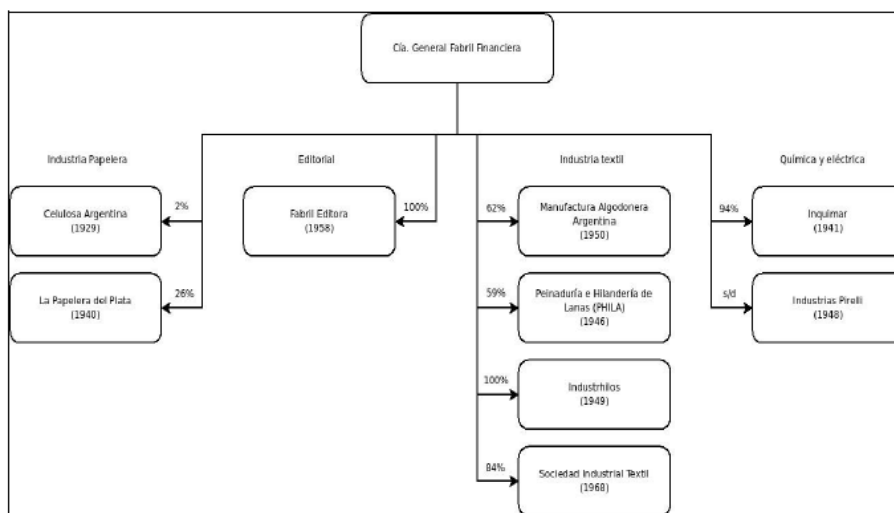 Cía. General Fabril Financiera
Industria Papelera
Editorial
Industria textil
Química y eléctrica
2%
Celulosa Argentina
(1929)
100%
Fabril Editora
(1958)
62%
Manufactura Algodonera
Argentina
(1950)
94%
Inquimar
(1941)
26%
La Papelera del Plata
(1940)
59%
Peinaduría e Hilandería de
Lanas (PHILA)
(1946)
s/d
Industrias Pirelli
(1948)
100%
Industrhilos
(1949)
84%
Sociedad Industrial Textil
(1968)